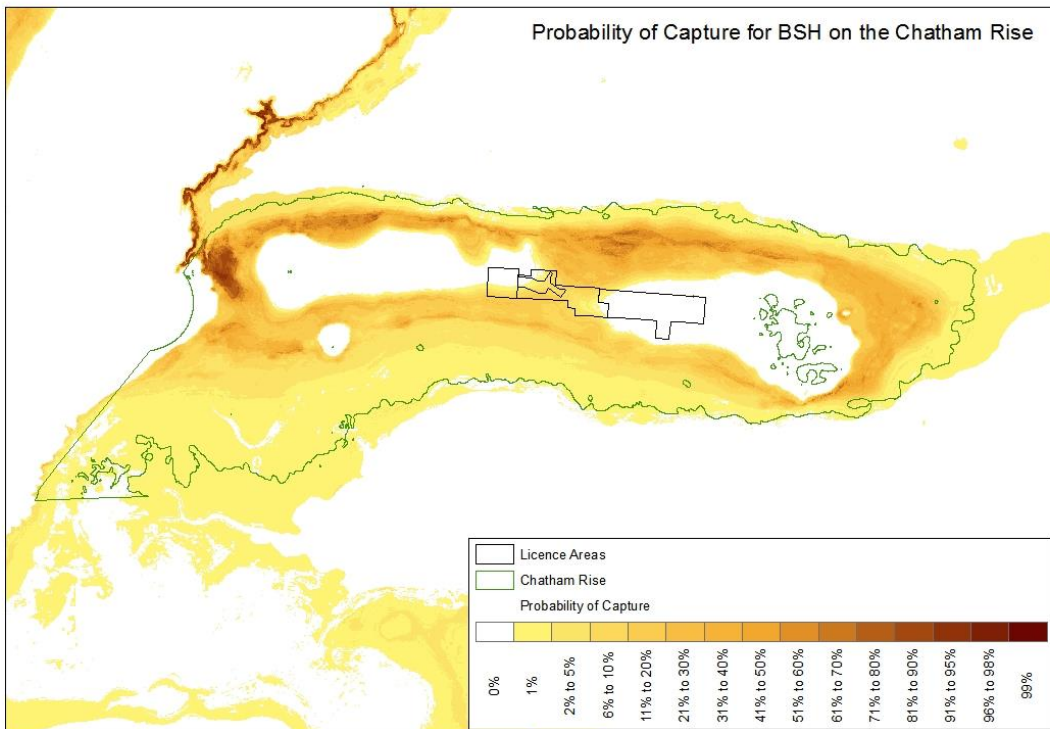 Probability of Capture for BSH on the Chatham Rise
Licence Areas
Chatham Rise
Probability of Capture
0%
1%
2% to 5%
6% to 10%
11% to 20%
21% to 30%
31% to 40%
41% to 50%
51% to 60%
61% to 70%
71% to 80%
81% to 90%
91% to 95%
96% to 98%
99%